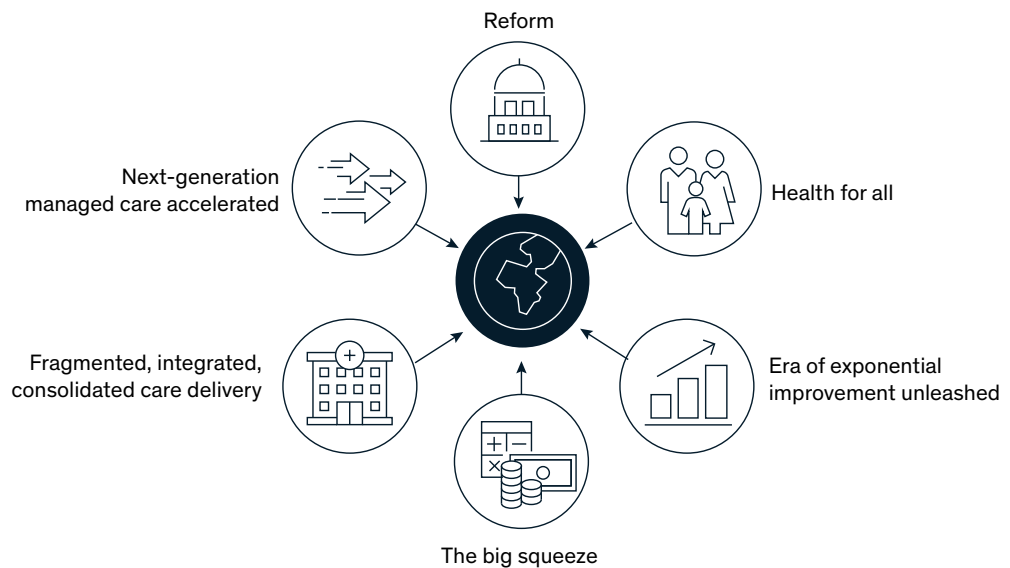 Reform
Next-generation
managed care accelerated
Health for all
Fragmented, integrated,
consolidated care delivery
Era of exponential
improvement unleashed
The big squeeze